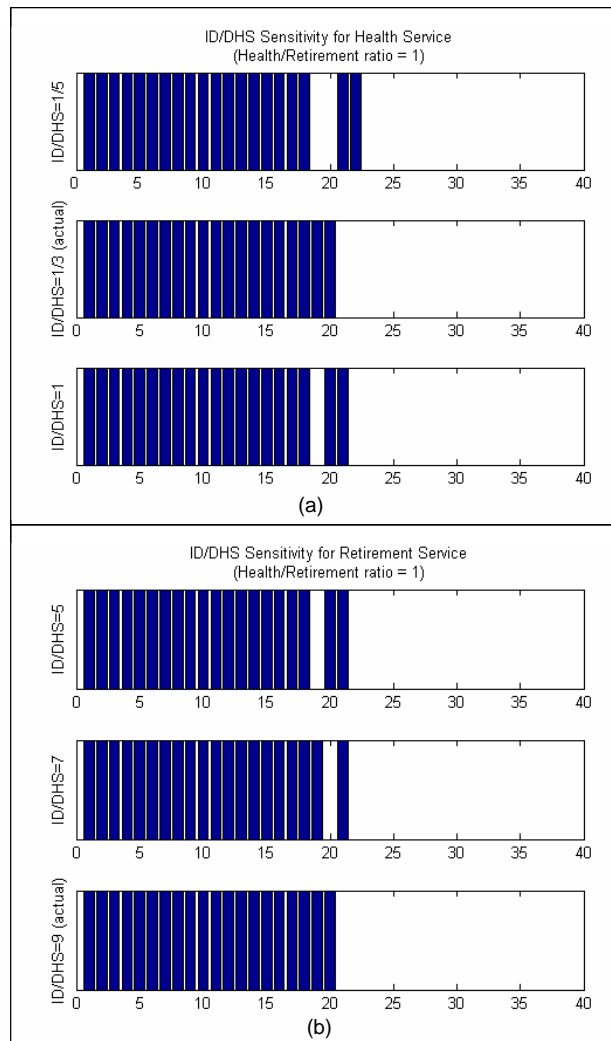 ID/DHS Sensitivity for Health Service
(Health/Retirement ratio = 1)
ID/DHS=1/5
0 5 10 15 20 25 30 35 40
ID/DHS=1/3 (actual)
0 5 10 15 20 25 30 35 40
ID/DHS=1
0 5 10 15 20 25 30 35 40
(a)
ID/DHS Sensitivity for Retirement Service
(Health/Retirement ratio = 1)
ID/DHS=5
0 5 10 15 20 25 30 35 40
ID/DHS=7
0 5 10 15 20 25 30 35 40
ID/DHS=9 (actual)
0 5 10 15 20 25 30 35 40
(b)